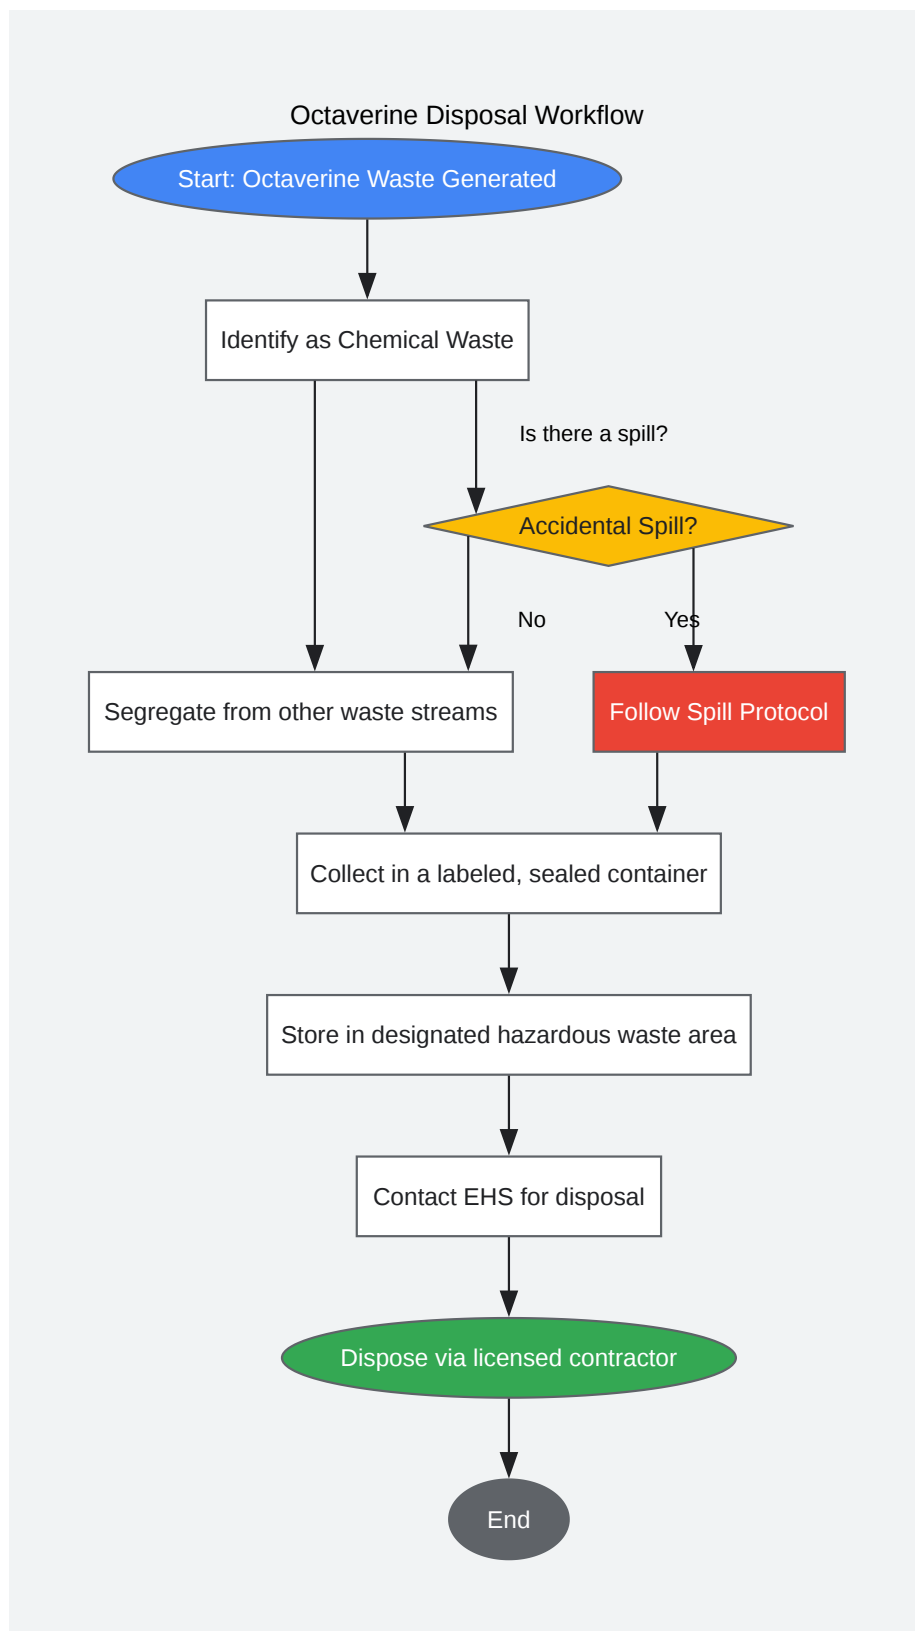 Octaverine Disposal Workflow
Start: Octaverine Waste Generated
Identify as Chemical Waste
Is there a spill?
Accidental Spill?
No
Yes
Segregate from other waste streams
Follow Spill Protocol
Collect in a labeled, sealed container
Store in designated hazardous waste area
Contact EHS for disposal
Dispose via licensed contractor
End